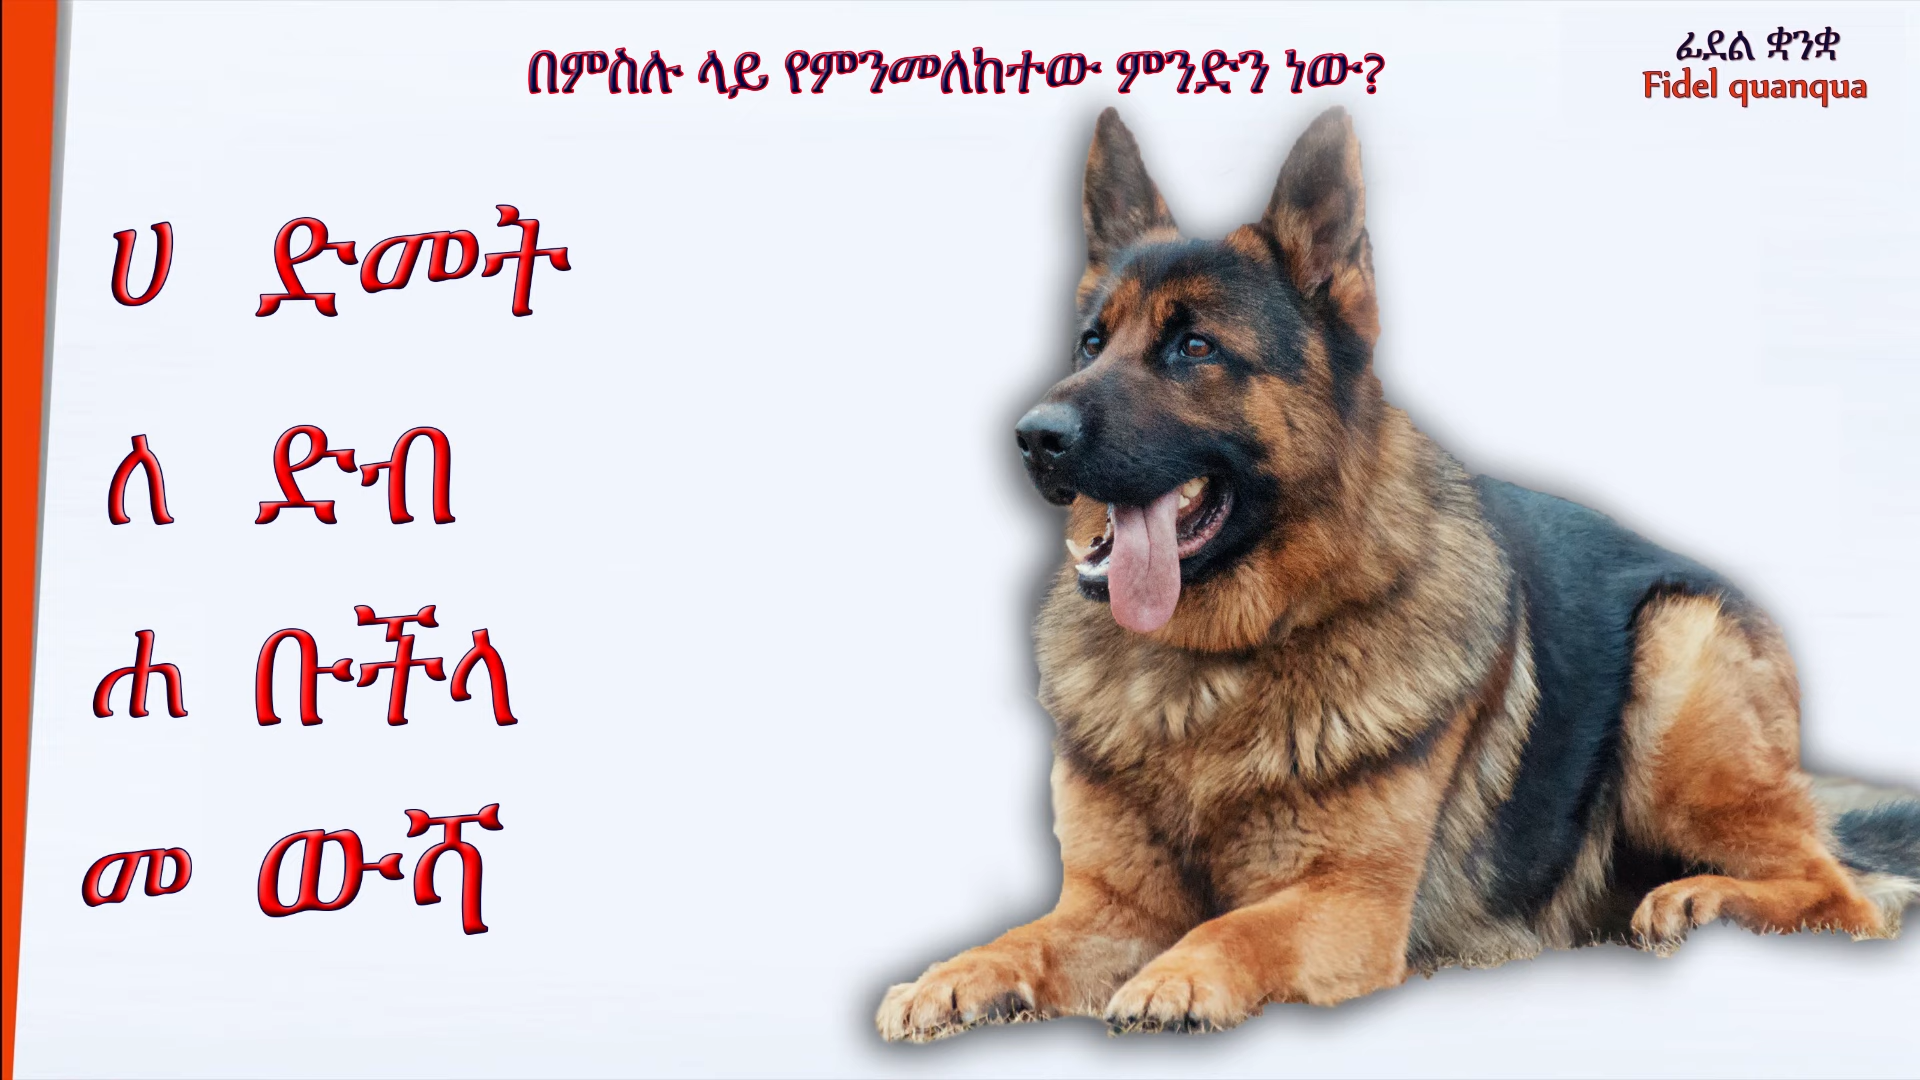 በምስሉ ላይ የምንመለከተው ምንድን ነው?
ፊደል ቋንቋ
Fidel quanqua
ሀ ድመት
ለ ድብ
ሐ ቡችላ
መ ውሻ